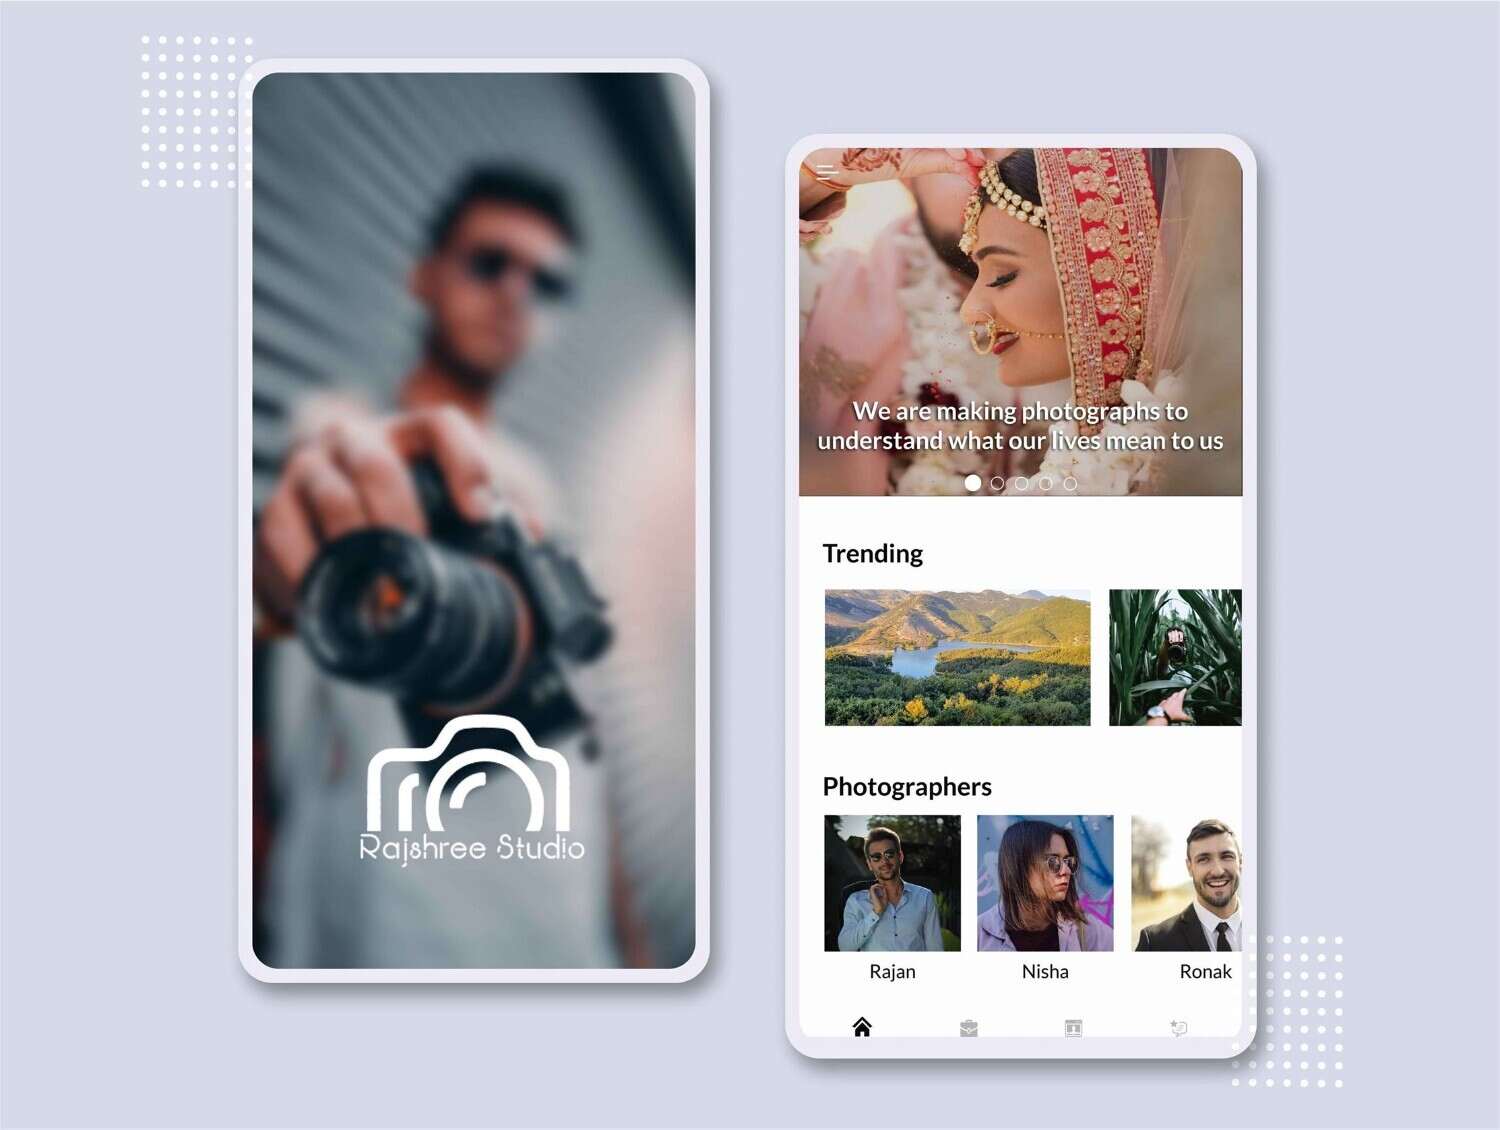 Rajshree Studio
We are making photographs to
understand what our lives mean to us
Trending
Photographers
Rajan
Nisha
Ronak